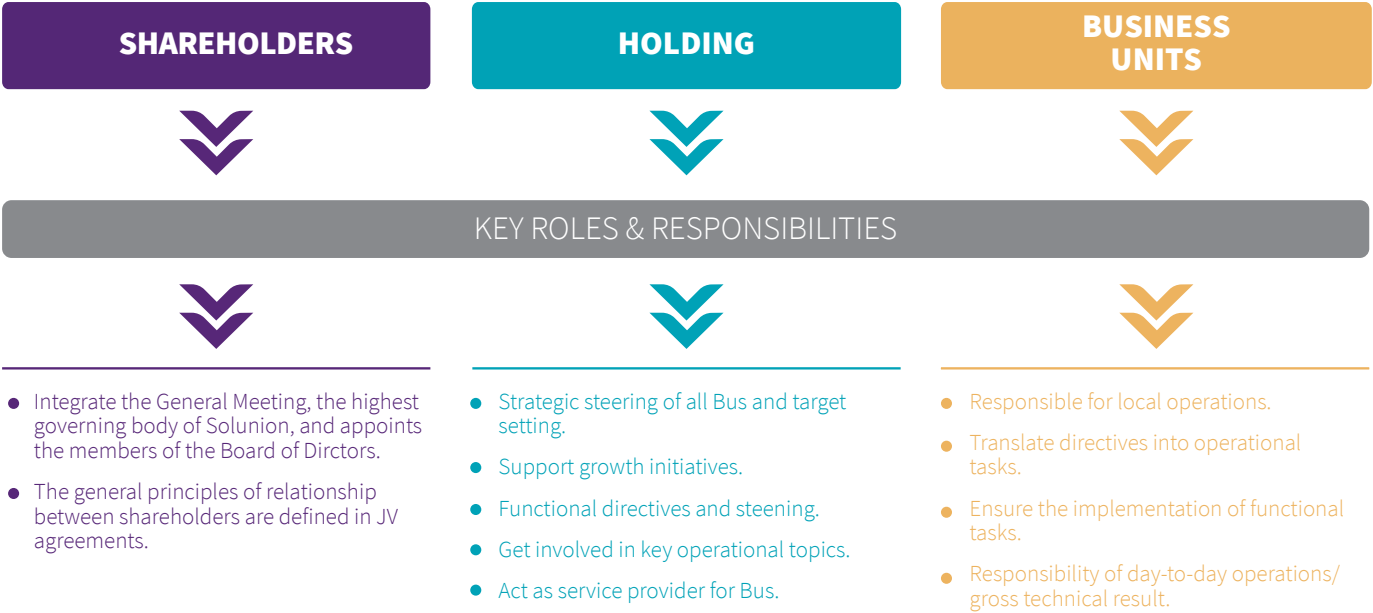 SHAREHOLDERS
HOLDING
BUSINESS
UNITS
KEY ROLES & RESPONSIBILITIES
Integrate the General Meeting, the highest
governing body of Solunion, and appoints
the members of the Board of Dirctors.
The general principles of relationship
between shareholders are defined in JV
agreements.
Strategic steering of all Bus and target
setting.
Support growth initiatives.
Functional directives and steening.
Get involved in key operational topics.
Act as service provider for Bus.
Responsible for local operations.
Translate directives into operational
tasks.
Ensure the implementation of functional
tasks.
Responsibility of day-to-day operations/
gross technical result.